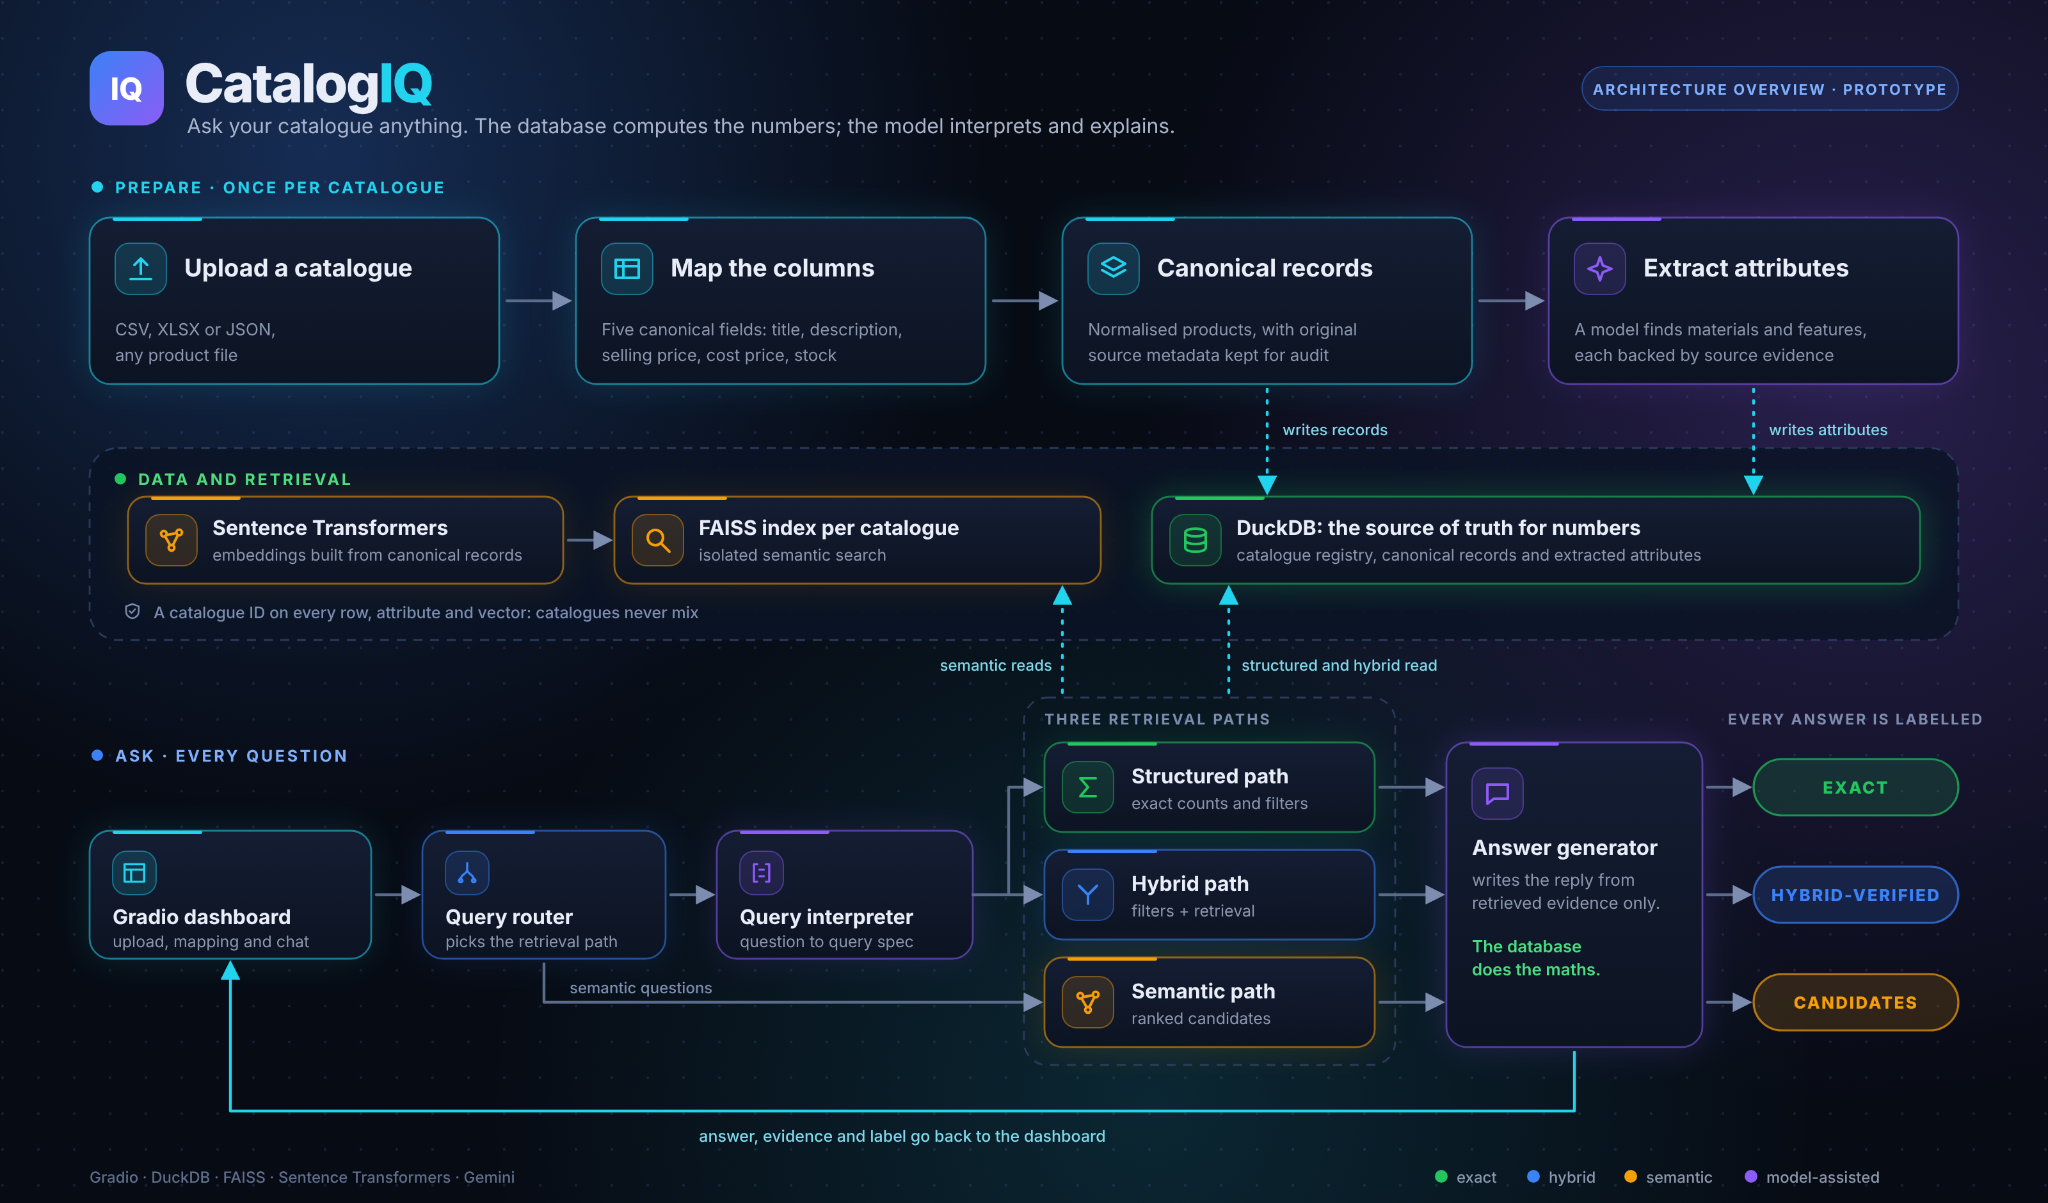 IQ
CatalogIQ
ARCHITECTURE OVERVIEW · PROTOTYPE
Ask your catalogue anything. The database computes the numbers; the model interprets and explains.
PREPARE · ONCE PER CATALOGUE
Upload a catalogue
CSV, XLSX or JSON,
any product file
Map the columns
Five canonical fields: title, description,
selling price, cost price, stock
Canonical records
Normalised products, with original
source metadata kept for audit
Extract attributes
A model finds materials and features,
each backed by source evidence
writes records
writes attributes
DATA AND RETRIEVAL
Sentence Transformers
embeddings built from canonical records
FAISS index per catalogue
isolated semantic search
DuckDB: the source of truth for numbers
catalogue registry, canonical records and extracted attributes
A catalogue ID on every row, attribute and vector: catalogues never mix
semantic reads
structured and hybrid read
THREE RETRIEVAL PATHS
EVERY ANSWER IS LABELLED
ASK · EVERY QUESTION
Gradio dashboard
upload, mapping and chat
Query router
picks the retrieval path
Query interpreter
question to query spec
semantic questions
Structured path
exact counts and filters
Hybrid path
filters + retrieval
Semantic path
ranked candidates
Answer generator
writes the reply from
retrieved evidence only.
The database
does the maths.
EXACT
HYBRID-VERIFIED
CANDIDATES
answer, evidence and label go back to the dashboard
Gradio · DuckDB · FAISS · Sentence Transformers · Gemini
exact
hybrid
semantic
model-assisted